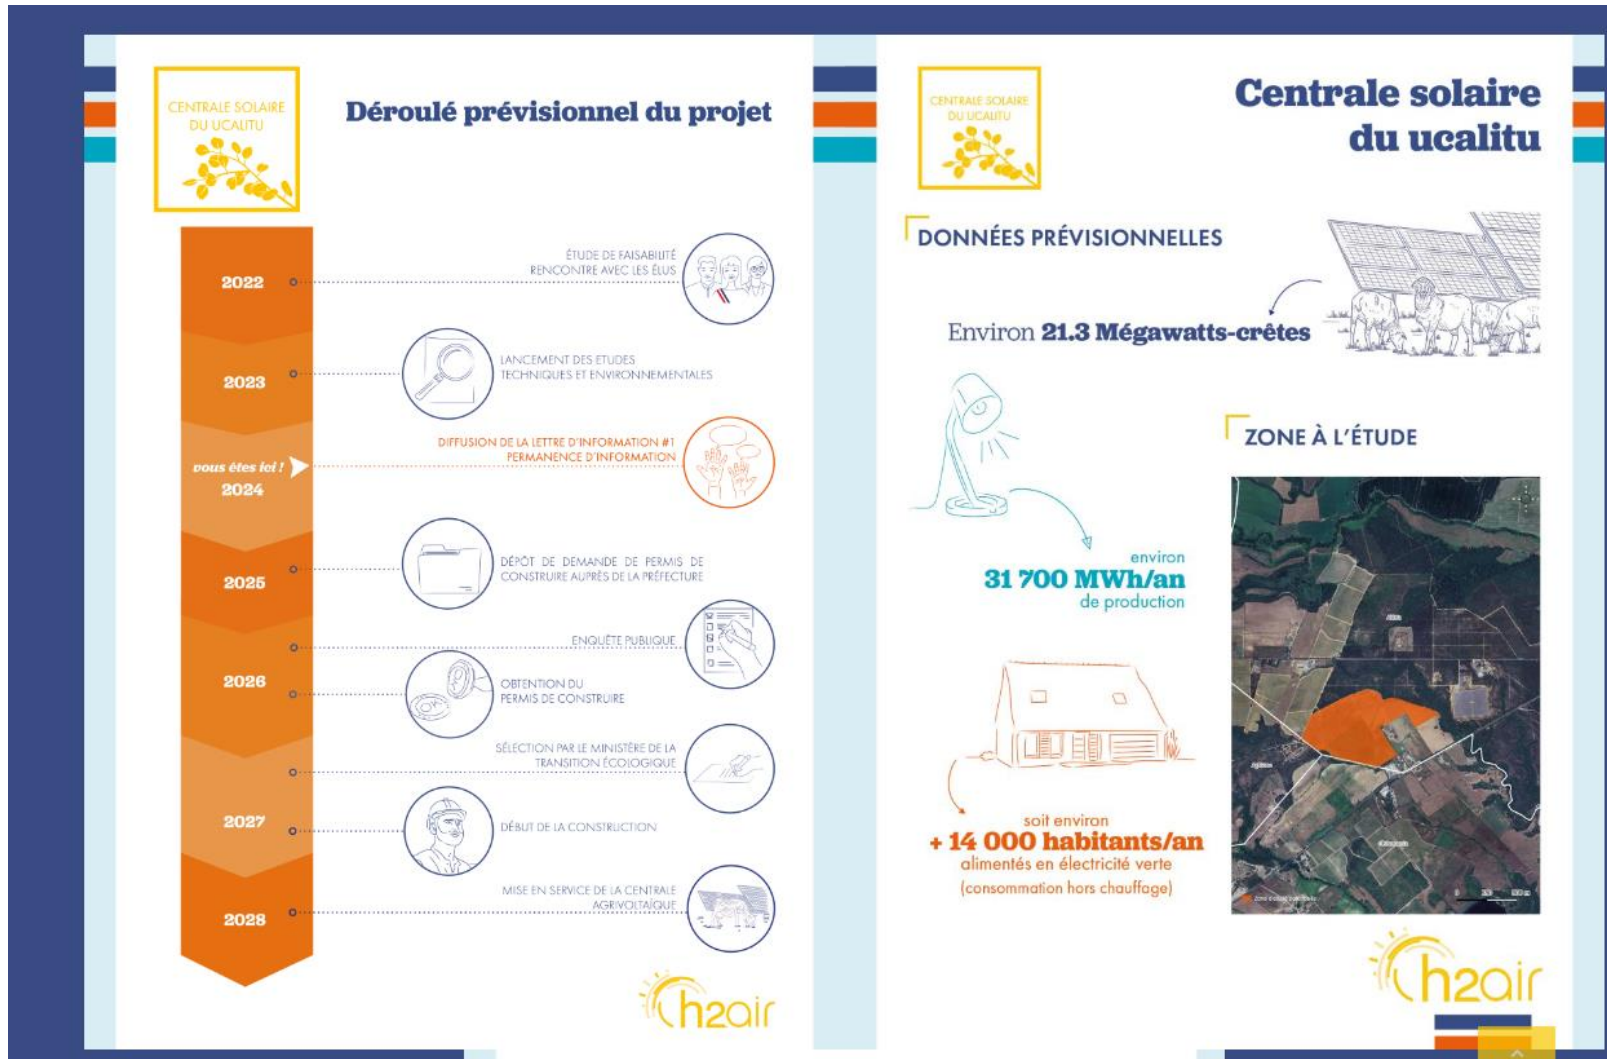 CENTRALE SOLAIRE
DU UCALITU
Déroulé prévisionnel du projet
2022
ÉTUDE DE FAISABILITÉ
RENCONTRE AVEC LES ÉLUS
2023
LANCEMENT DES ETUDES
TECHNIQUES ET ENVIRONNEMENTALES
vous êtes ici !
2024
DIFFUSION DE LA LETTRE D'INFORMATION #1
PERMANENCE D'INFORMATION
2025
DÉPÔT DE DEMANDE DE PERMIS DE
CONSTRUIRE AUPRÈS DE LA PRÉFECTURE
ENQUÊTE PUBLIQUE
2026
OBTENTION DU
PERMIS DE CONSTRUIRE
SÉLECTION PAR LE MINISTÈRE DE LA
TRANSITION ÉCOLOGIQUE
2027
DÉBUT DE LA CONSTRUCTION
MISE EN SERVICE DE LA CENTRALE
AGRIVOLTAÏQUE
2028
h2air
CENTRALE SOLAIRE
DU UCALITU
Centrale solaire
du ucalitu
DONNÉES PRÉVISIONNELLES
Environ 21.3 Mégawatts-crêtes
environ
31 700 MWh/an
de production
soit environ
+ 14 000 habitants/an
alimentés en électricité verte
(consommation hors chauffage)
ZONE À L'ÉTUDE
h2air